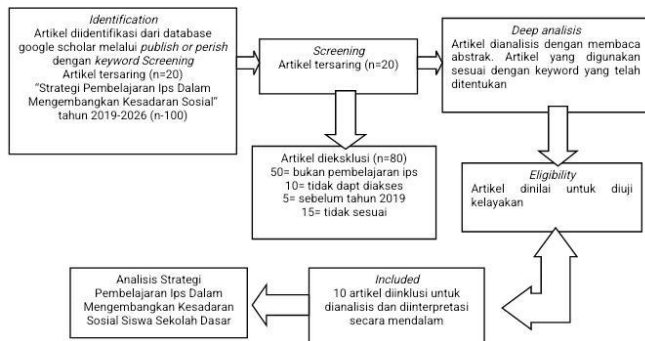 Identification
Artikel diidentifikasi dari database
google scholar melalui publish or perish
dengan keyword Screening
Artikel tersaring (n=20)
“Strategi Pembelajaran Ips Dalam
Mengembangkan Kesadaran Sosial”
tahun 2019-2026 (n-100)
Screening
Artikel tersaring (n=20)
Deep analisis
Artikel dianalisis dengan membaca
abstrak. Artikel yang digunakan
sesuai dengan keyword yang telah
ditentukan
Artikel dieksklusi (n=80)
50= bukan pembelajaran ips
10= tidak dapt diakses
5= sebelum tahun 2019
15= tidak sesuai
Eligibility
Artikel dinilai untuk diuji
kelayakan
Analisis Strategi
Pembelajaran Ips Dalam
Mengembangkan Kesadaran
Sosial Siswa Sekolah Dasar
Included
10 artikel diinklusi untuk
dianalisis dan diinterpretasi
secara mendalam